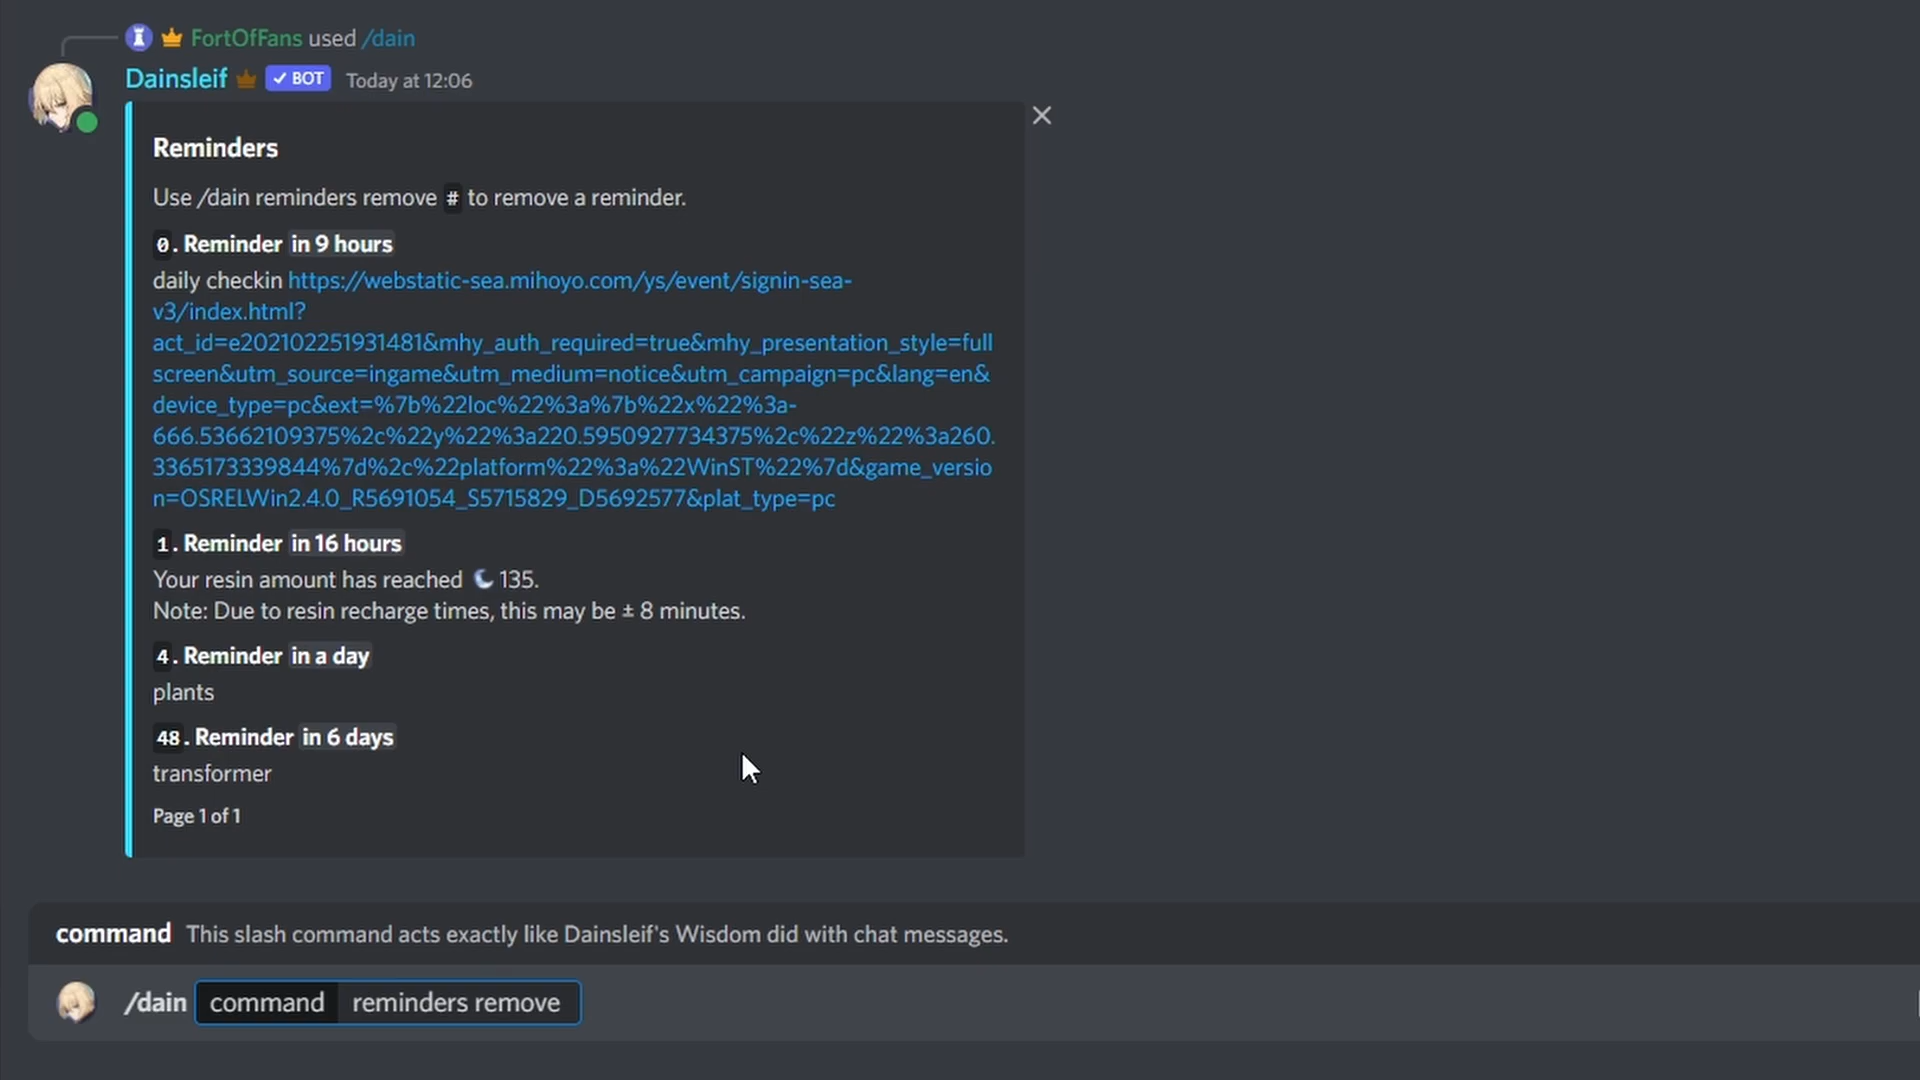 FortOfFans used /dain
Dainsleif ✓ BOT Today at 12:06
Reminders
Use /dain reminders remove # to remove a reminder.
0. Reminder in 9 hours
daily checkin https://webstatic-sea.mihoyo.com/ys/event/signin-sea-
v3/index.html?
act_id=e202102251931481&mhy_auth_required=true&mhy_presentation_style=full
screen&utm_source=ingame&utm_medium=notice&utm_campaign=pc&lang=en&
device_type=pc&ext=%7b%22loc%22%3a%7b%22x%22%3a-
666.53662109375%2c%22y%22%3a220.5950927734375%2c%22z%22%3a260.
3365173339844%7d%2c%22platform%22%3a%22WinST%22%7d&game_versio
n=OSRELWin2.4.0_R5691054_S5715829_D5692577&plat_type=pc
1. Reminder in 16 hours
Your resin amount has reached 135.
Note: Due to resin recharge times, this may be ± 8 minutes.
4. Reminder in a day
plants
48. Reminder in 6 days
transformer
Page 1 of 1
command This slash command acts exactly like Dainsleif's Wisdom did with chat messages.
/dain command reminders remove